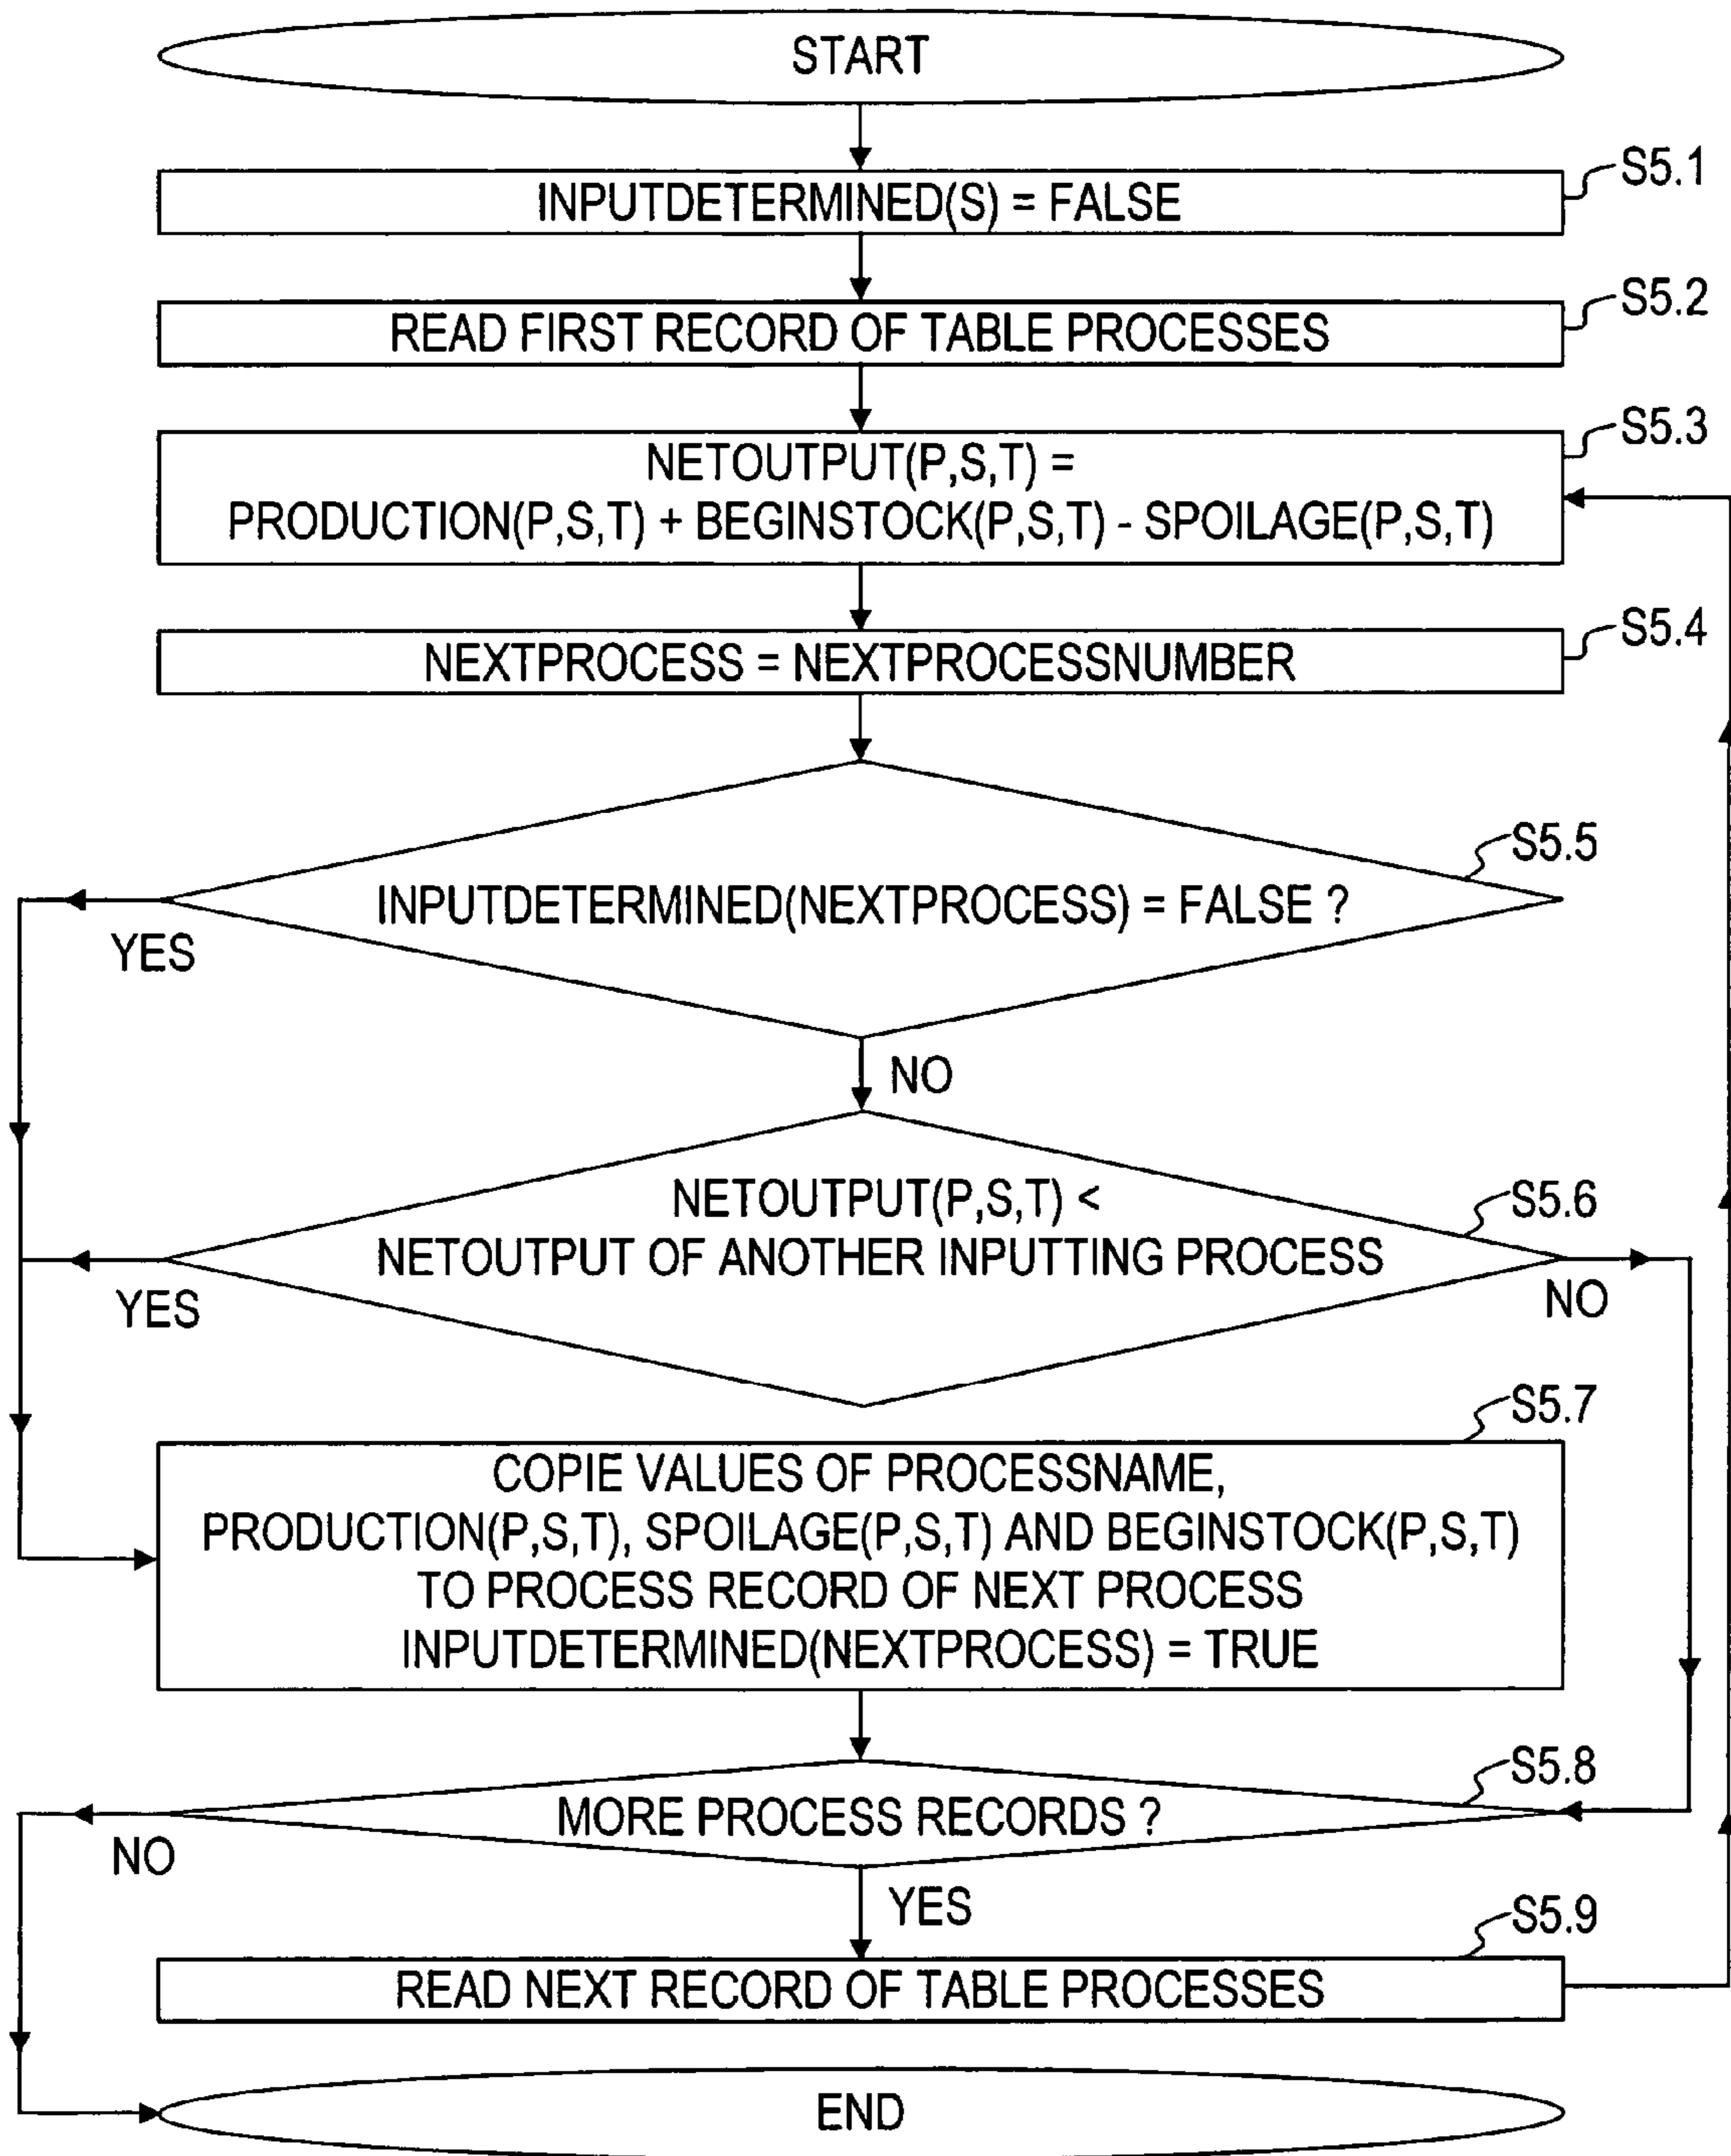 START
S5.1
INPUTDETERMINED(S) = FALSE
S5.2
READ FIRST RECORD OF TABLE PROCESSES
S5.3
NETOUTPUT(P,S,T) =
PRODUCTION(P,S,T) + BEGINSTOCK(P,S,T) - SPOILAGE(P,S,T)
S5.4
NEXTPROCESS = NEXTPROCESSNUMBER
S5.5
INPUTDETERMINED(NEXTPROCESS) = FALSE ?
YES
NO
S5.6
NETOUTPUT(P,S,T) <
NETOUTPUT OF ANOTHER INPUTTING PROCESS
YES
NO
S5.7
COPIE VALUES OF PROCESSNAME,
PRODUCTION(P,S,T), SPOILAGE(P,S,T) AND BEGINSTOCK(P,S,T)
TO PROCESS RECORD OF NEXT PROCESS
INPUTDETERMINED(NEXTPROCESS) = TRUE
S5.8
MORE PROCESS RECORDS ?
NO
YES
S5.9
READ NEXT RECORD OF TABLE PROCESSES
END